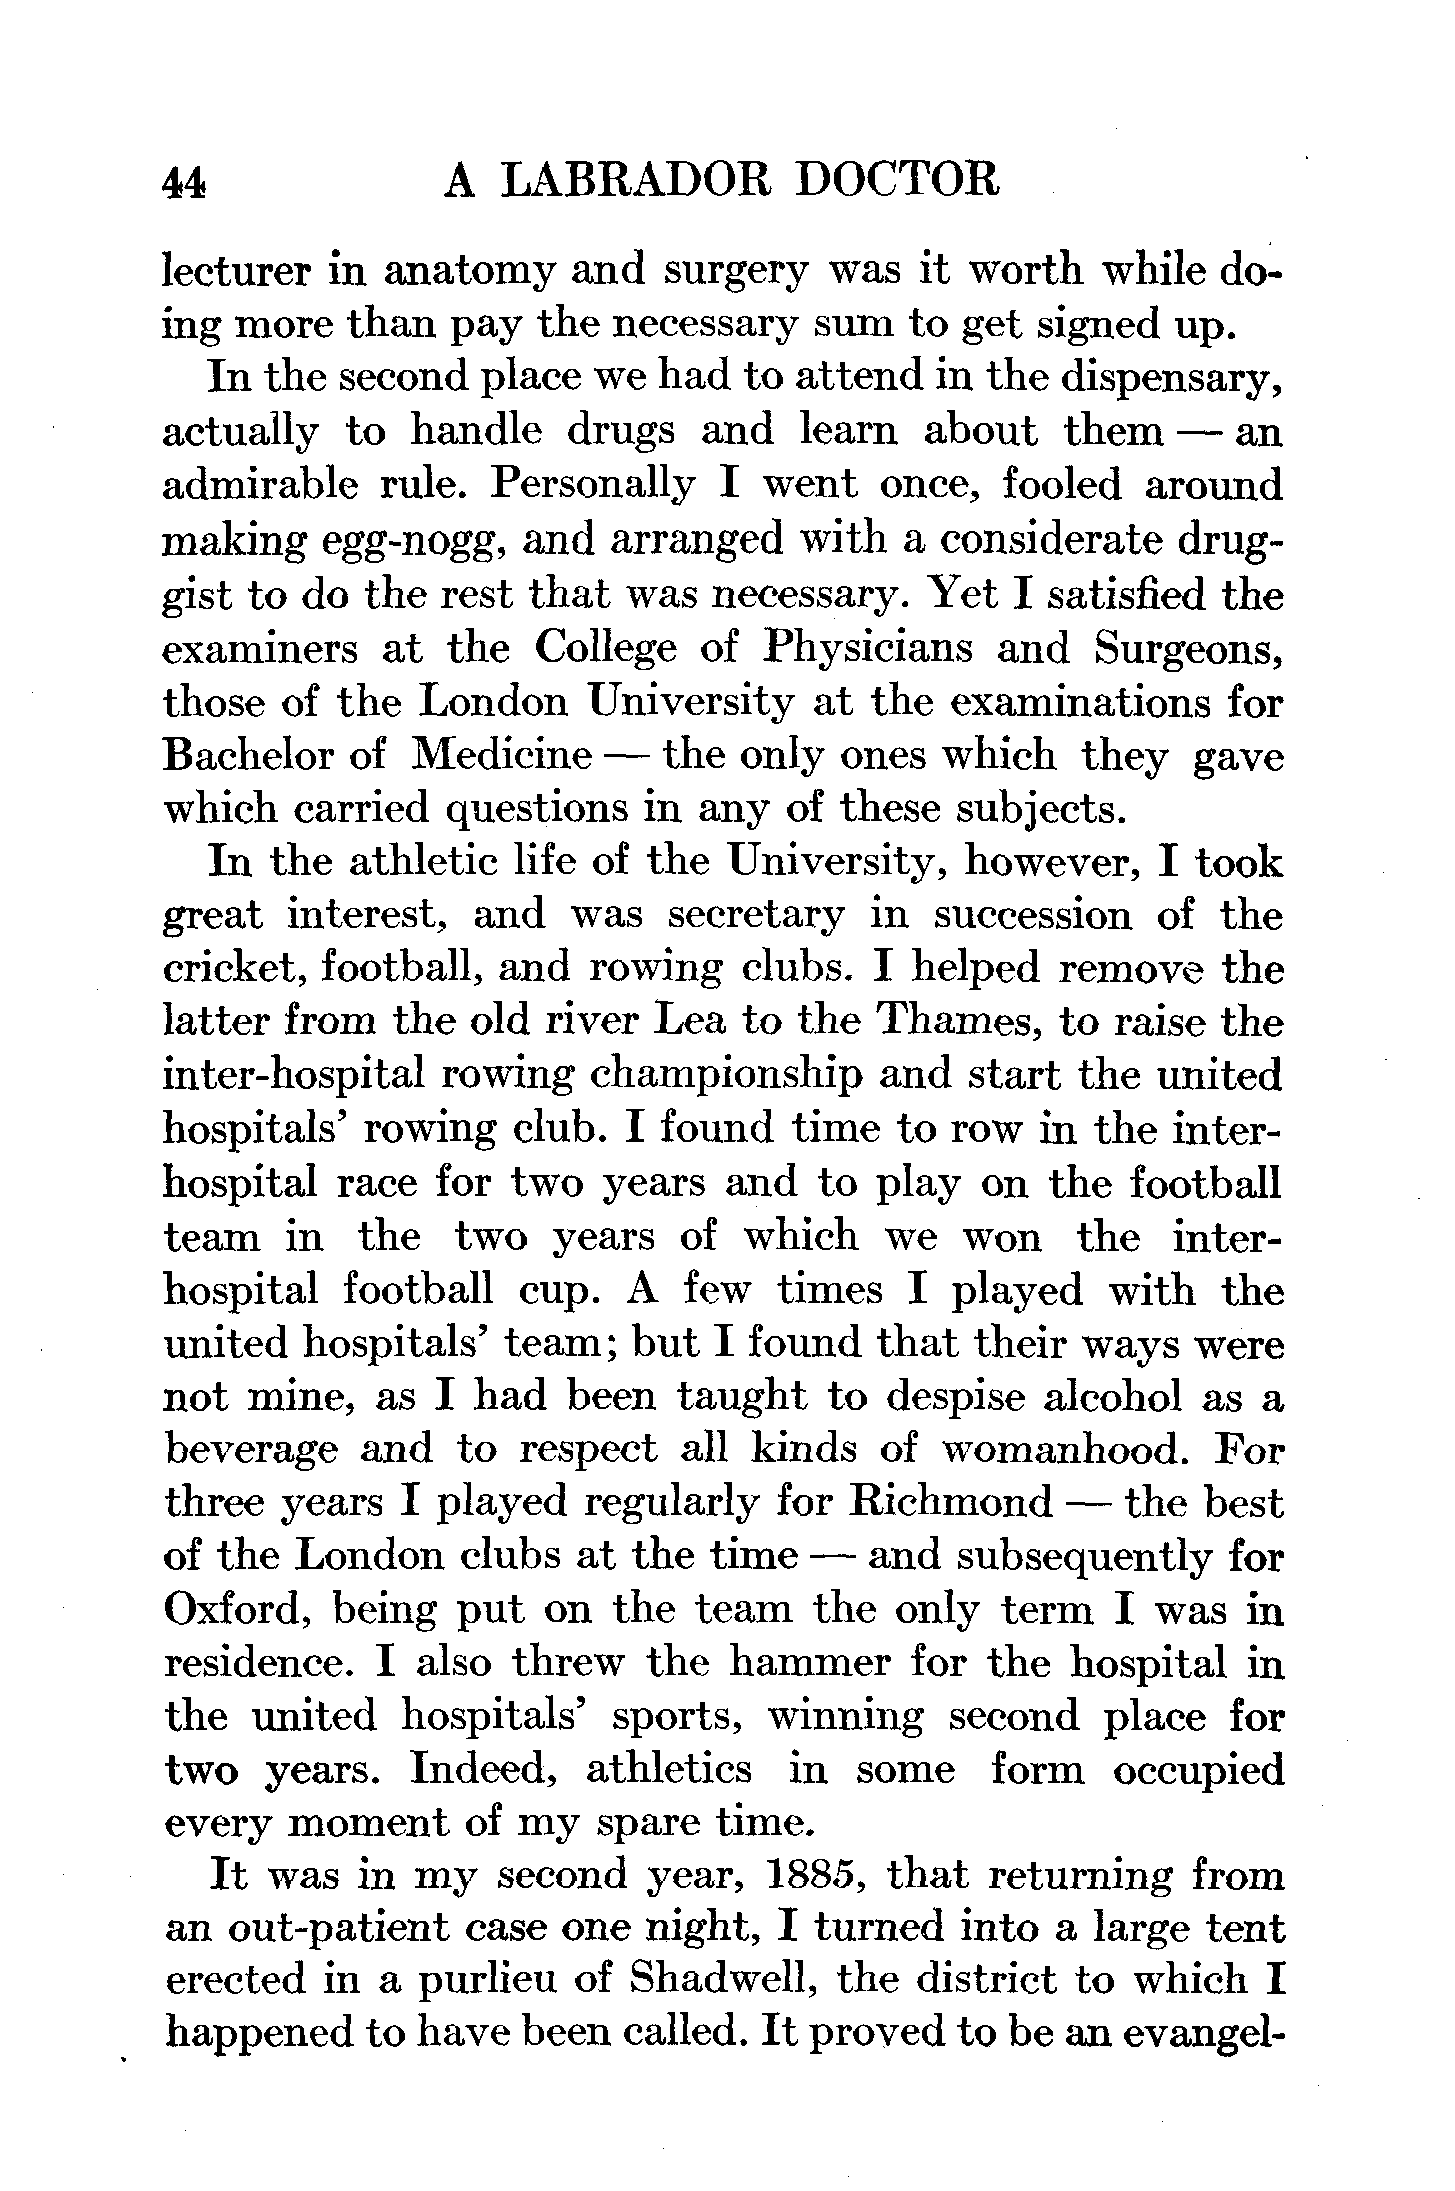 44 A LABRADOR DOCTOR
lecturer in anatomy and surgery was it worth while do-
ing more than pay the necessary sum to get signed up.
In the second place we had to attend in the dispensary,
actually to handle drugs and learn about them — an
admirable rule. Personally I went once, fooled around
making egg-nogg, and arranged with a considerate drug-
gist to do the rest that was necessary. Yet I satisfied the
examiners at the College of Physicians and Surgeons,
those of the London University at the examinations for
Bachelor of Medicine — the only ones which they gave
which carried questions in any of these subjects.
In the athletic life of the University, however, I took
great interest, and was secretary in succession of the
cricket, football, and rowing clubs. I helped remove the
latter from the old river Lea to the Thames, to raise the
inter-hospital rowing championship and start the united
hospitals' rowing club. I found time to row in the inter-
hospital race for two years and to play on the football
team in the two years of which we won the inter-
hospital football cup. A few times I played with the
united hospitals' team; but I found that their ways were
not mine, as I had been taught to despise alcohol as a
beverage and to respect all kinds of womanhood. For
three years I played regularly for Richmond — the best
of the London clubs at the time — and subsequently for
Oxford, being put on the team the only term I was in
residence. I also threw the hammer for the hospital in
the united hospitals' sports, winning second place for
two years. Indeed, athletics in some form occupied
every moment of my spare time.
It was in my second year, 1885, that returning from
an out-patient case one night, I turned into a large tent
erected in a purlieu of Shadwell, the district to which I
happened to have been called. It proved to be an evangel-